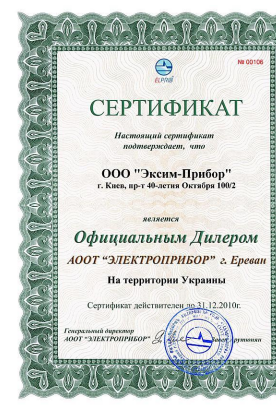 № 00106
ELPRIB
СЕРТИФИКАТ
Настоящий сертификат
подтверждает, что
ООО "Эксим-Прибор"
г. Киев, пр-т 40-летия Октября 100/2
является
Официальным Дилером
АООТ “ЭЛЕКТРОПРИБОР” г. Ереван
На территории Украины
Сертификат действителен до 31.12.2010г.
Генеральный директор
АООТ "ЭЛЕКТРОПРИБОР"